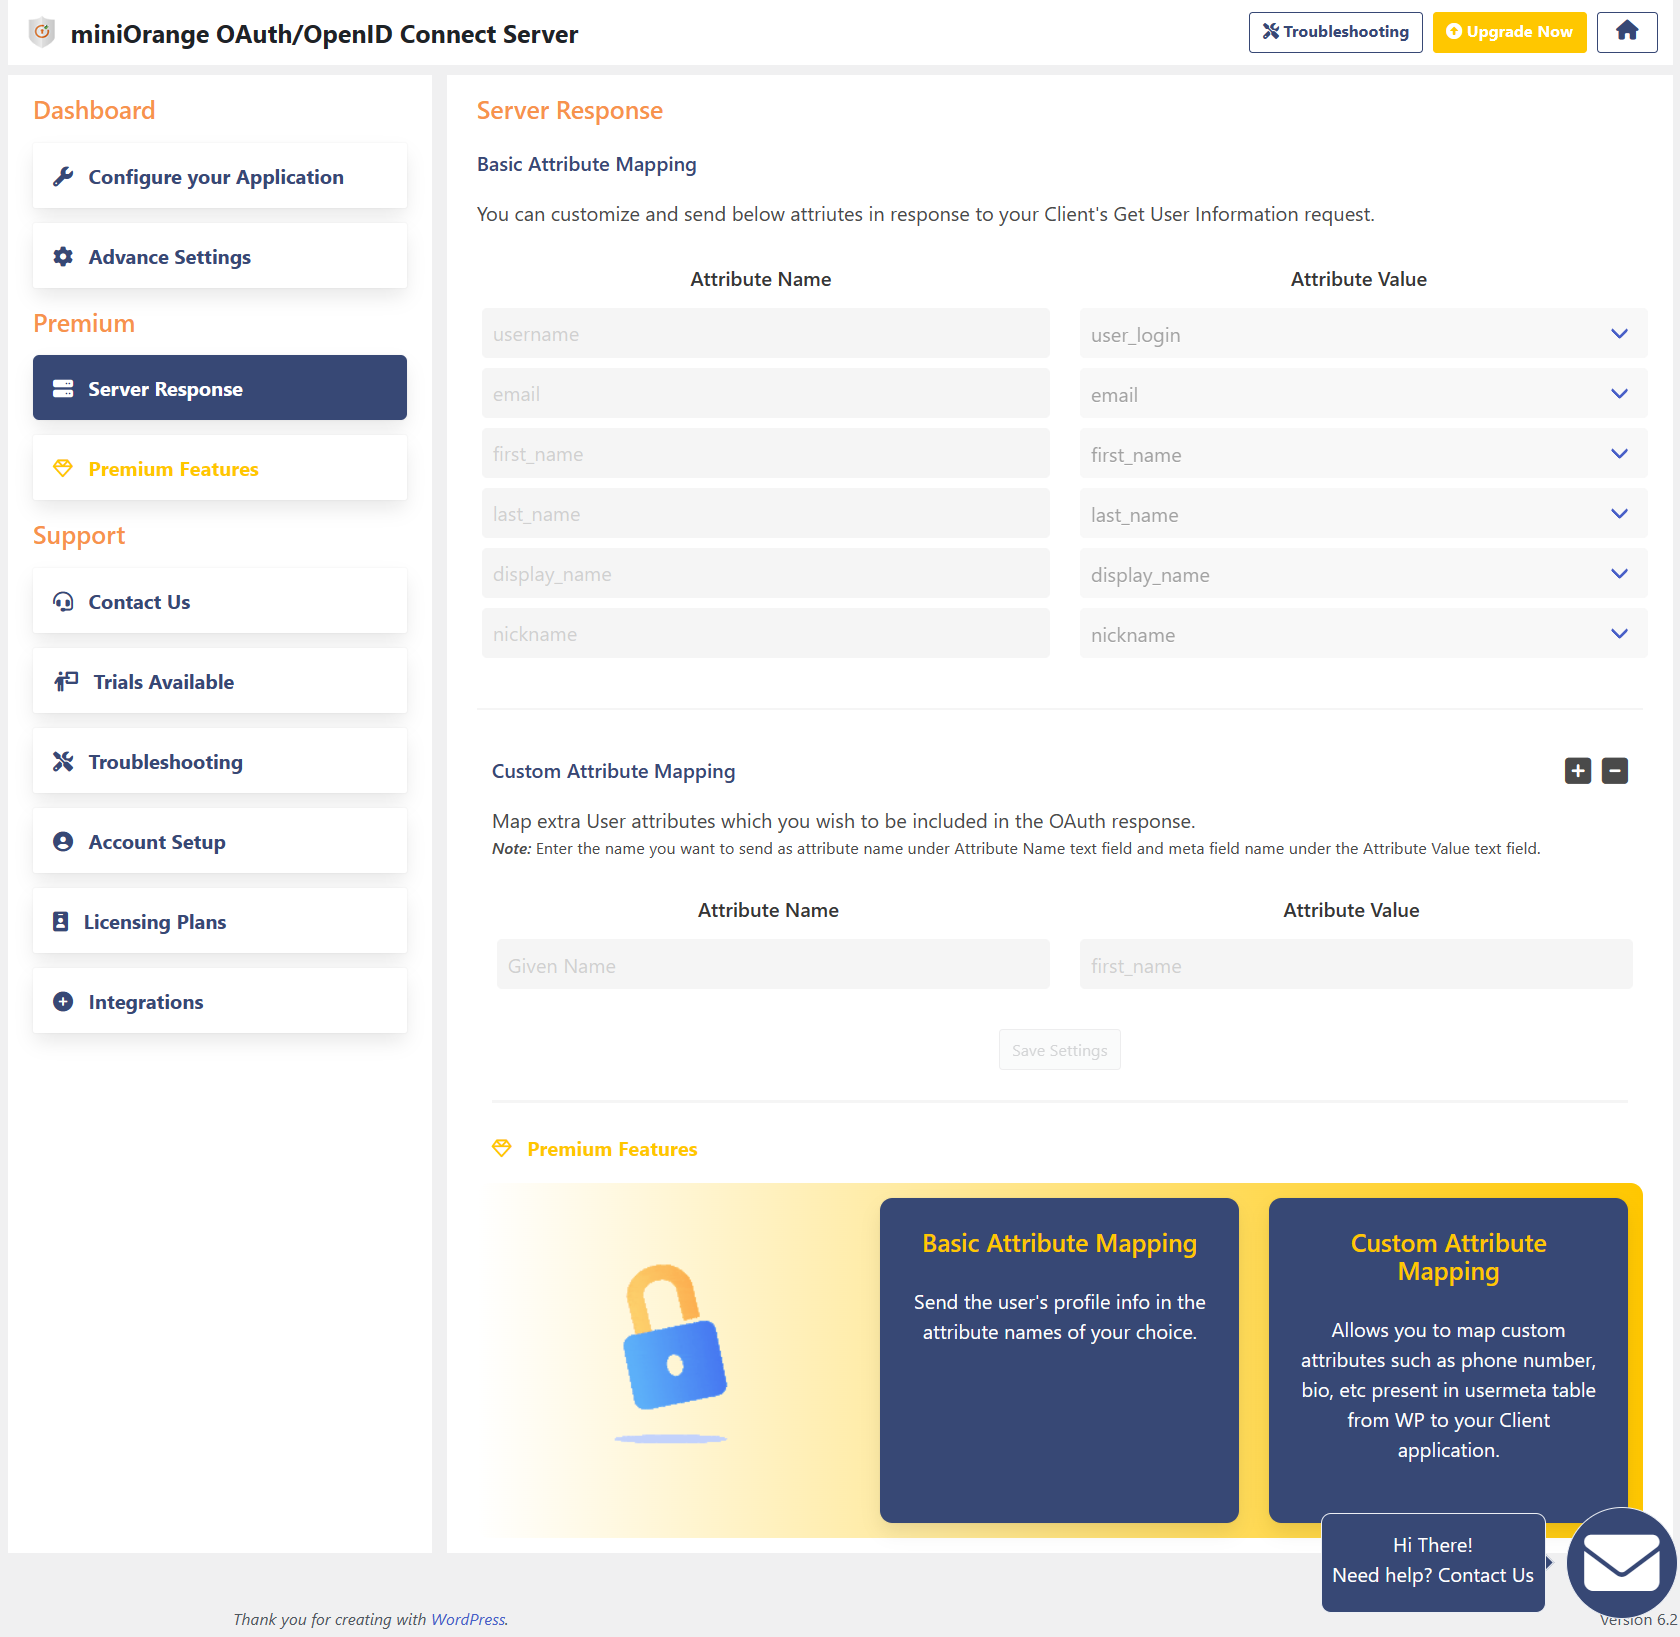 miniOrange OAuth/OpenID Connect Server
Troubleshooting
Upgrade Now
Dashboard
Configure your Application
Advance Settings
Premium
Server Response
Premium Features
Support
Contact Us
Trials Available
Troubleshooting
Account Setup
Licensing Plans
Integrations
Server Response
Basic Attribute Mapping
You can customize and send below attriutes in response to your Client's Get User Information request.
Attribute Name
Attribute Value
username
user_login
email
email
first_name
first_name
last_name
last_name
display_name
display_name
nickname
nickname
Custom Attribute Mapping
Map extra User attributes which you wish to be included in the OAuth response.
Note: Enter the name you want to send as attribute name under Attribute Name text field and meta field name under the Attribute Value text field.
Attribute Name
Attribute Value
Given Name
first_name
Save Settings
Premium Features
Basic Attribute Mapping
Send the user's profile info in the
attribute names of your choice.
Custom Attribute
Mapping
Allows you to map custom
attributes such as phone number,
bio, etc present in usermeta table
from WP to your Client
application.
Hi There!
Need help? Contact Us
Thank you for creating with WordPress.
Version 6.2